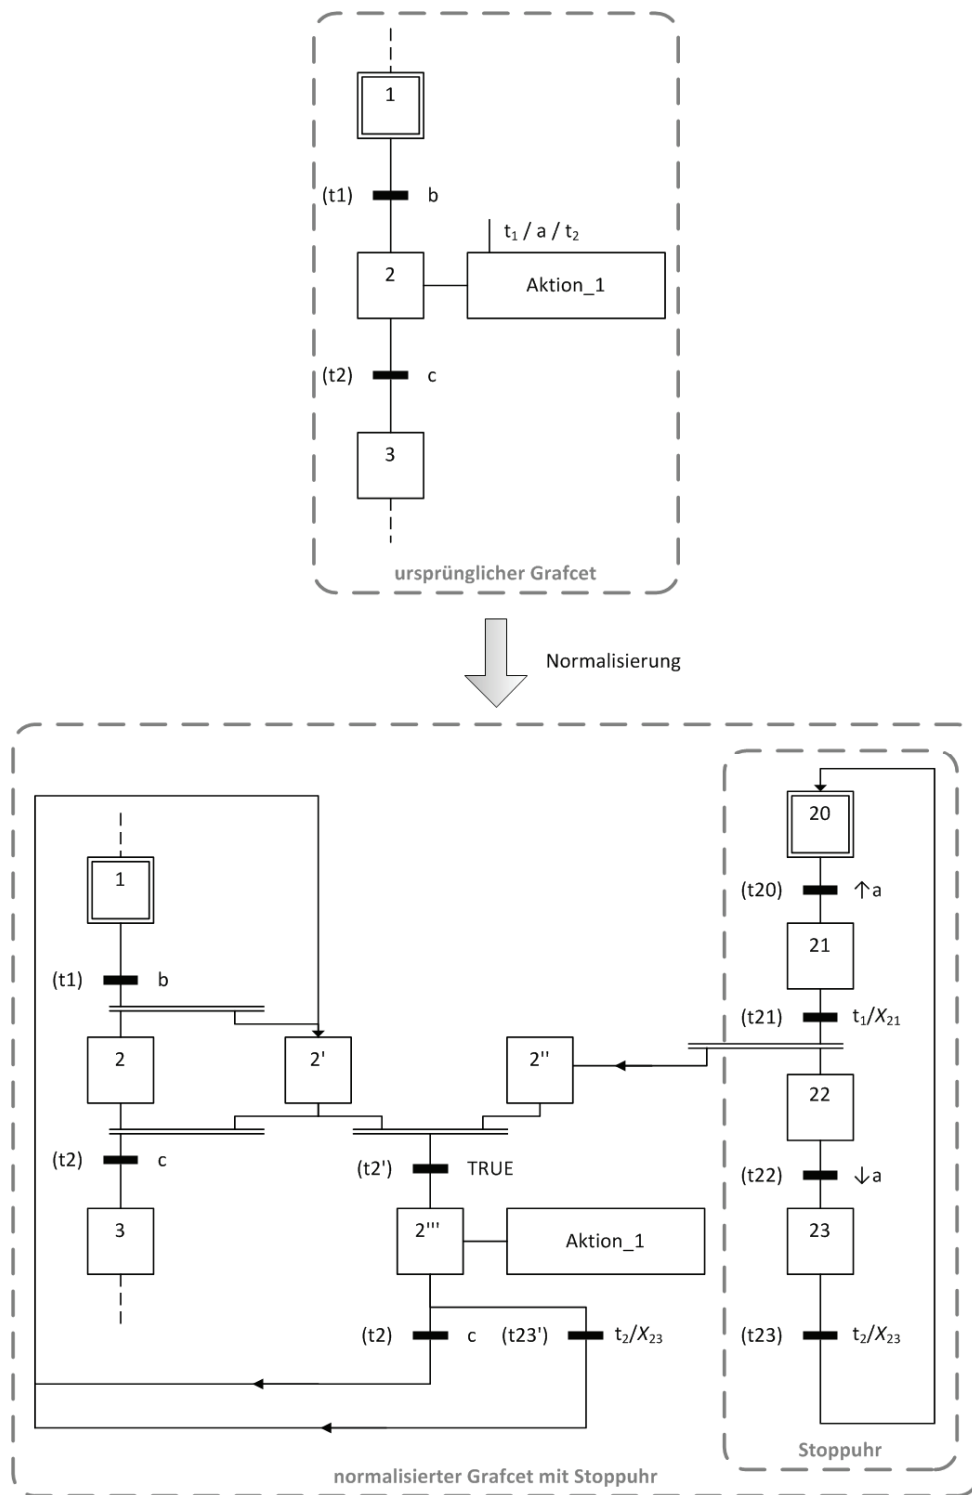 1
(t1) b
t₁ / a / t₂
2
Aktion_1
(t2) c
3
ursprünglicher Grafcet
Normalisierung
20
1
(t20) ↑a
21
(t1) b
(t21) t₁/X₂₁
2
2'
2''
22
(t2) c
(t2') TRUE
(t22) ↓a
3
2'''
Aktion_1
23
(t2) c
(t23') t₂/X₂₃
(t23) t₂/X₂₃
Stoppuhr
normalisierter Grafcet mit Stoppuhr